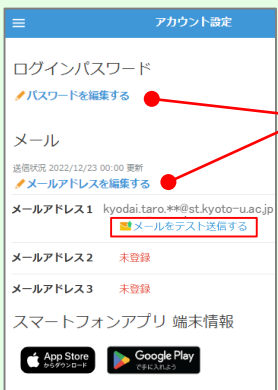 アカウント設定
ログインパスワード
パスワードを編集する
メール
送信状況 2022/12/23 00:00 更新
メールアドレスを編集する
メールアドレス1 kyodai.taro.**@st.kyoto-u.ac.jp
メールをテスト送信する
メールアドレス2 未登録
メールアドレス3 未登録
スマートフォンアプリ 端末情報
App Store
からダウンロード
Google Play
で手に入れよう